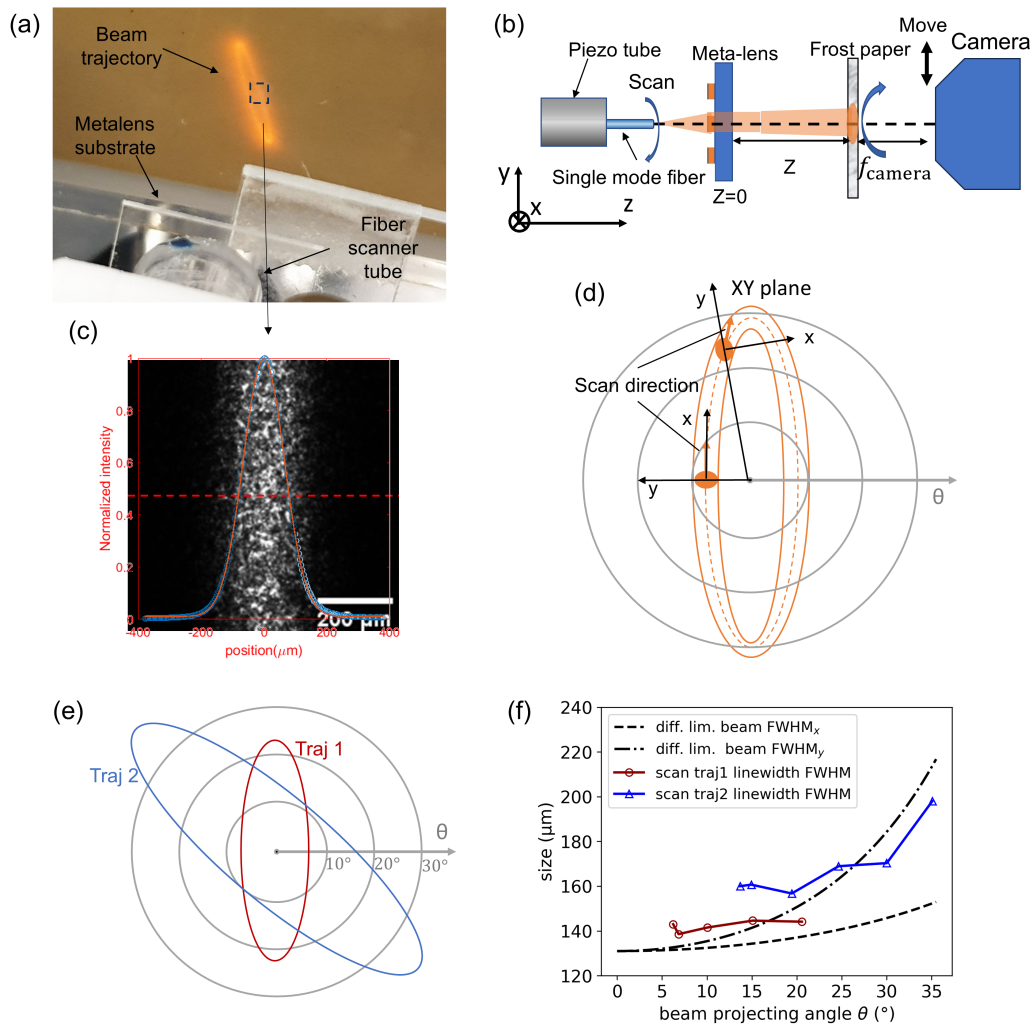 (a)
Beam
trajectory
Metalens
substrate
Fiber
scanner
tube
(b)
Piezo tube
Scan
Meta-lens
Frost paper
Move
Camera
Single mode fiber
Z=0
Z
f camera
y
x
z
(c)
1
0.8
0.6
0.4
0.2
0
Normalized intensity
-400
-200
0
200
400
position(μm)
200 μm
(d)
XY plane
y
x
Scan direction
x
y
θ
(e)
Traj 1
Traj 2
θ
10°
20°
30°
(f)
240
220
200
180
160
140
120
size (μm)
diff. lim. beam FWHMx
diff. lim. beam FWHMy
scan traj1 linewidth FWHM
scan traj2 linewidth FWHM
0
5
10
15
20
25
30
35
beam projecting angle θ (°)